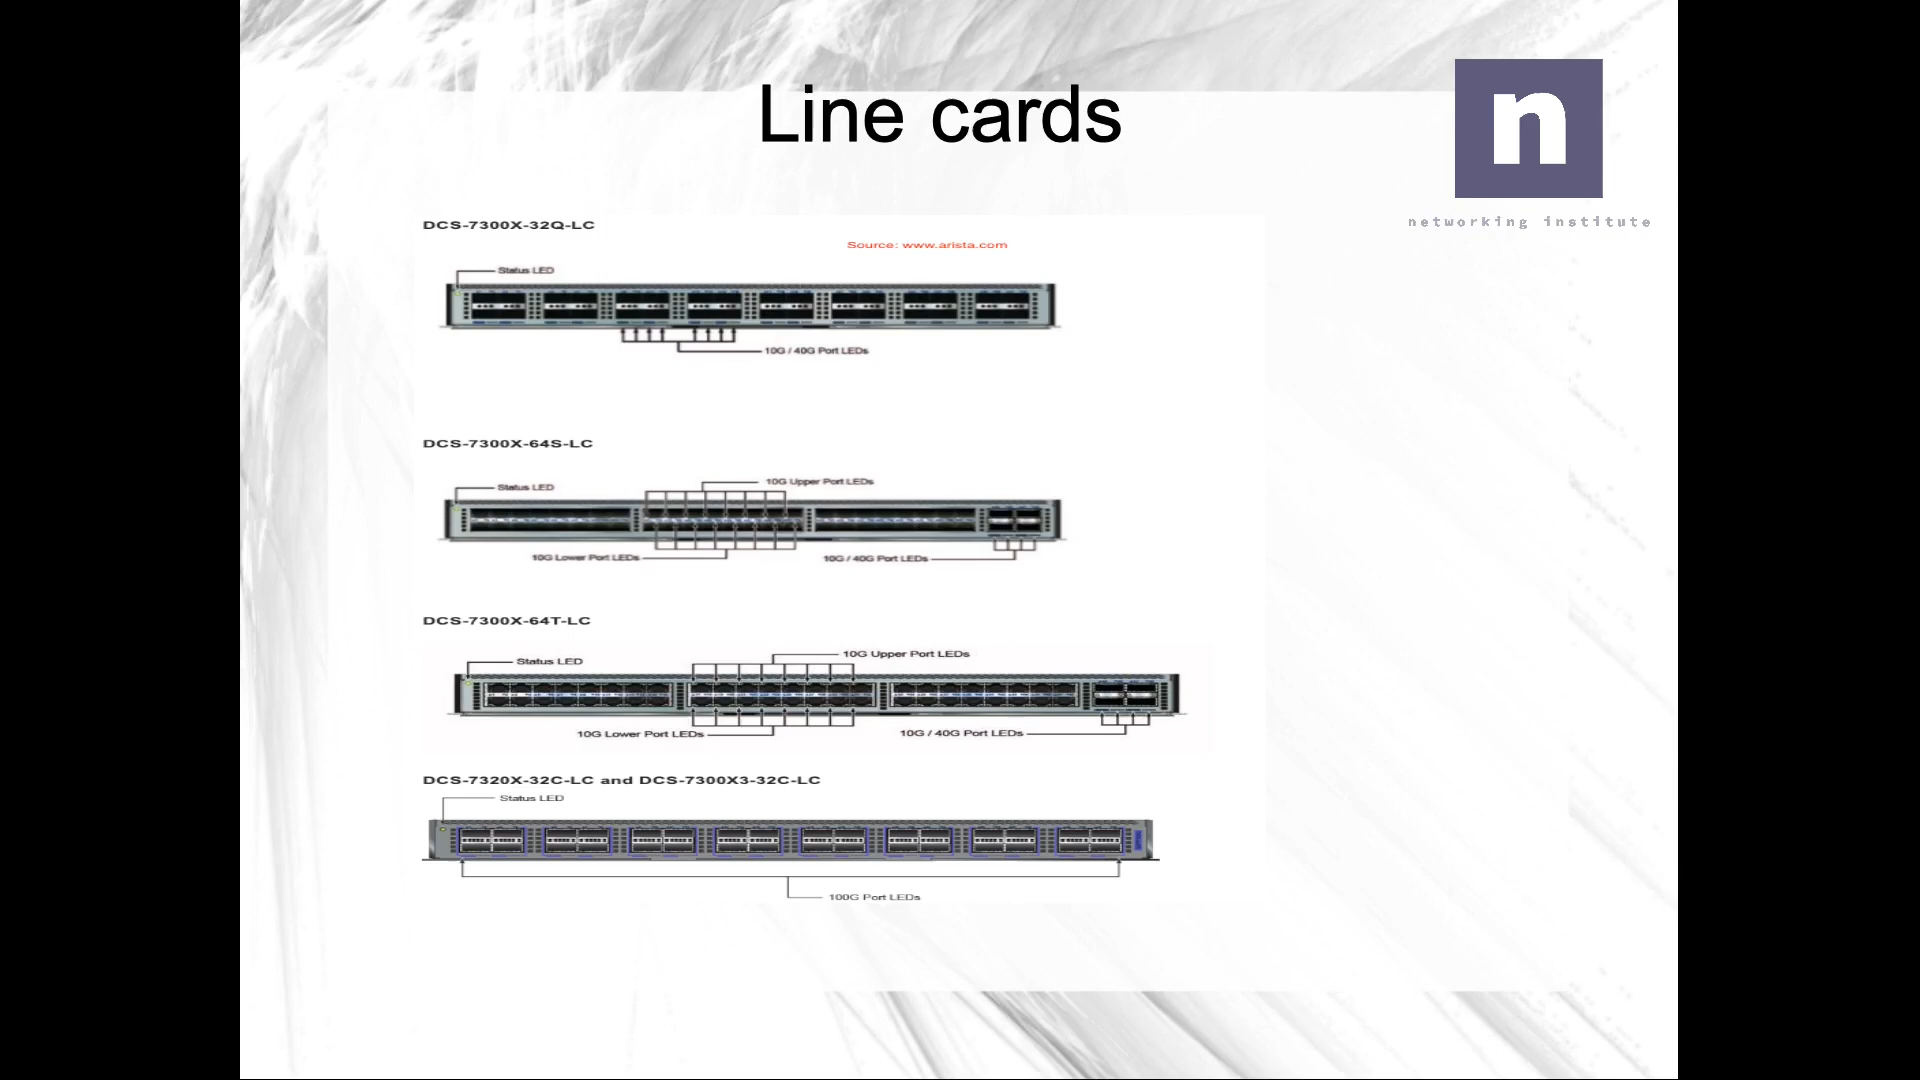 Line cards
n
networking institute
DCS-7300X-32Q-LC
Source: www.arista.com
Status LED
10G / 40G Port LEDs
DCS-7300X-64S-LC
Status LED
10G Upper Port LEDs
10G Lower Port LEDs
10G / 40G Port LEDs
DCS-7300X-64T-LC
Status LED
10G Upper Port LEDs
10G Lower Port LEDs
10G / 40G Port LEDs
DCS-7320X-32C-LC and DCS-7300X3-32C-LC
Status LED
100G Port LEDs